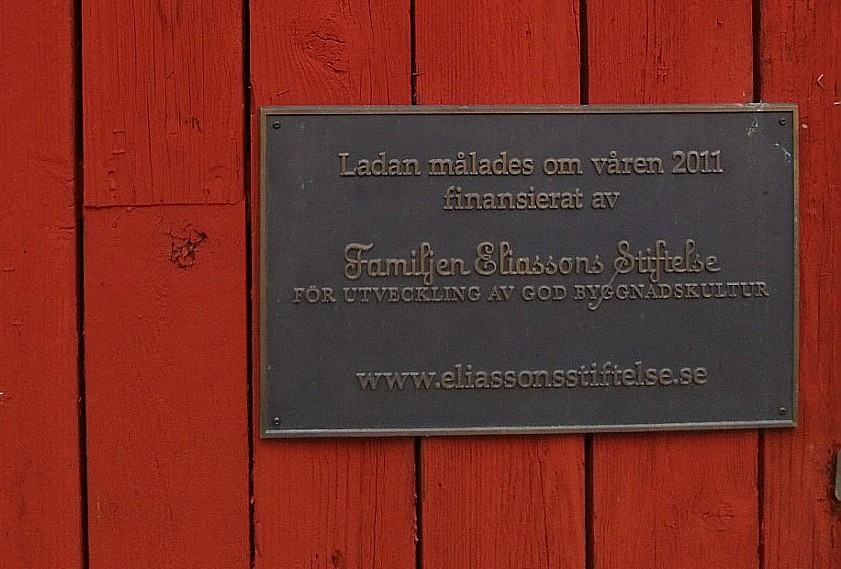 Ladan målades om våren 2011
finansierat av
Familjen Eliassons Stiftelse
FÖR UTVECKLING AV GOD BYGGNADSKULTUR
www.eliassonsstiftelse.se